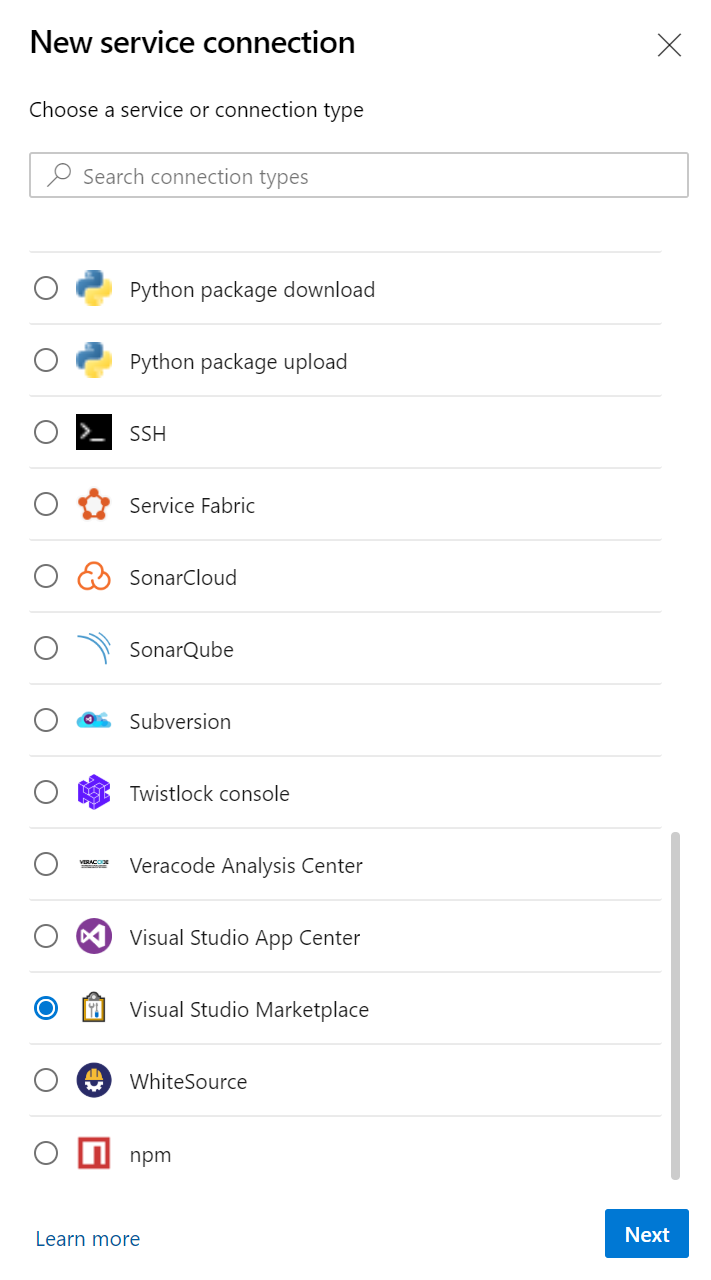 New service connection
Choose a service or connection type
Search connection types
Python package download
Python package upload
SSH
Service Fabric
SonarCloud
SonarQube
Subversion
Twistlock console
VERACODE
Veracode Analysis Center
Visual Studio App Center
Visual Studio Marketplace
WhiteSource
npm
Learn more
Next